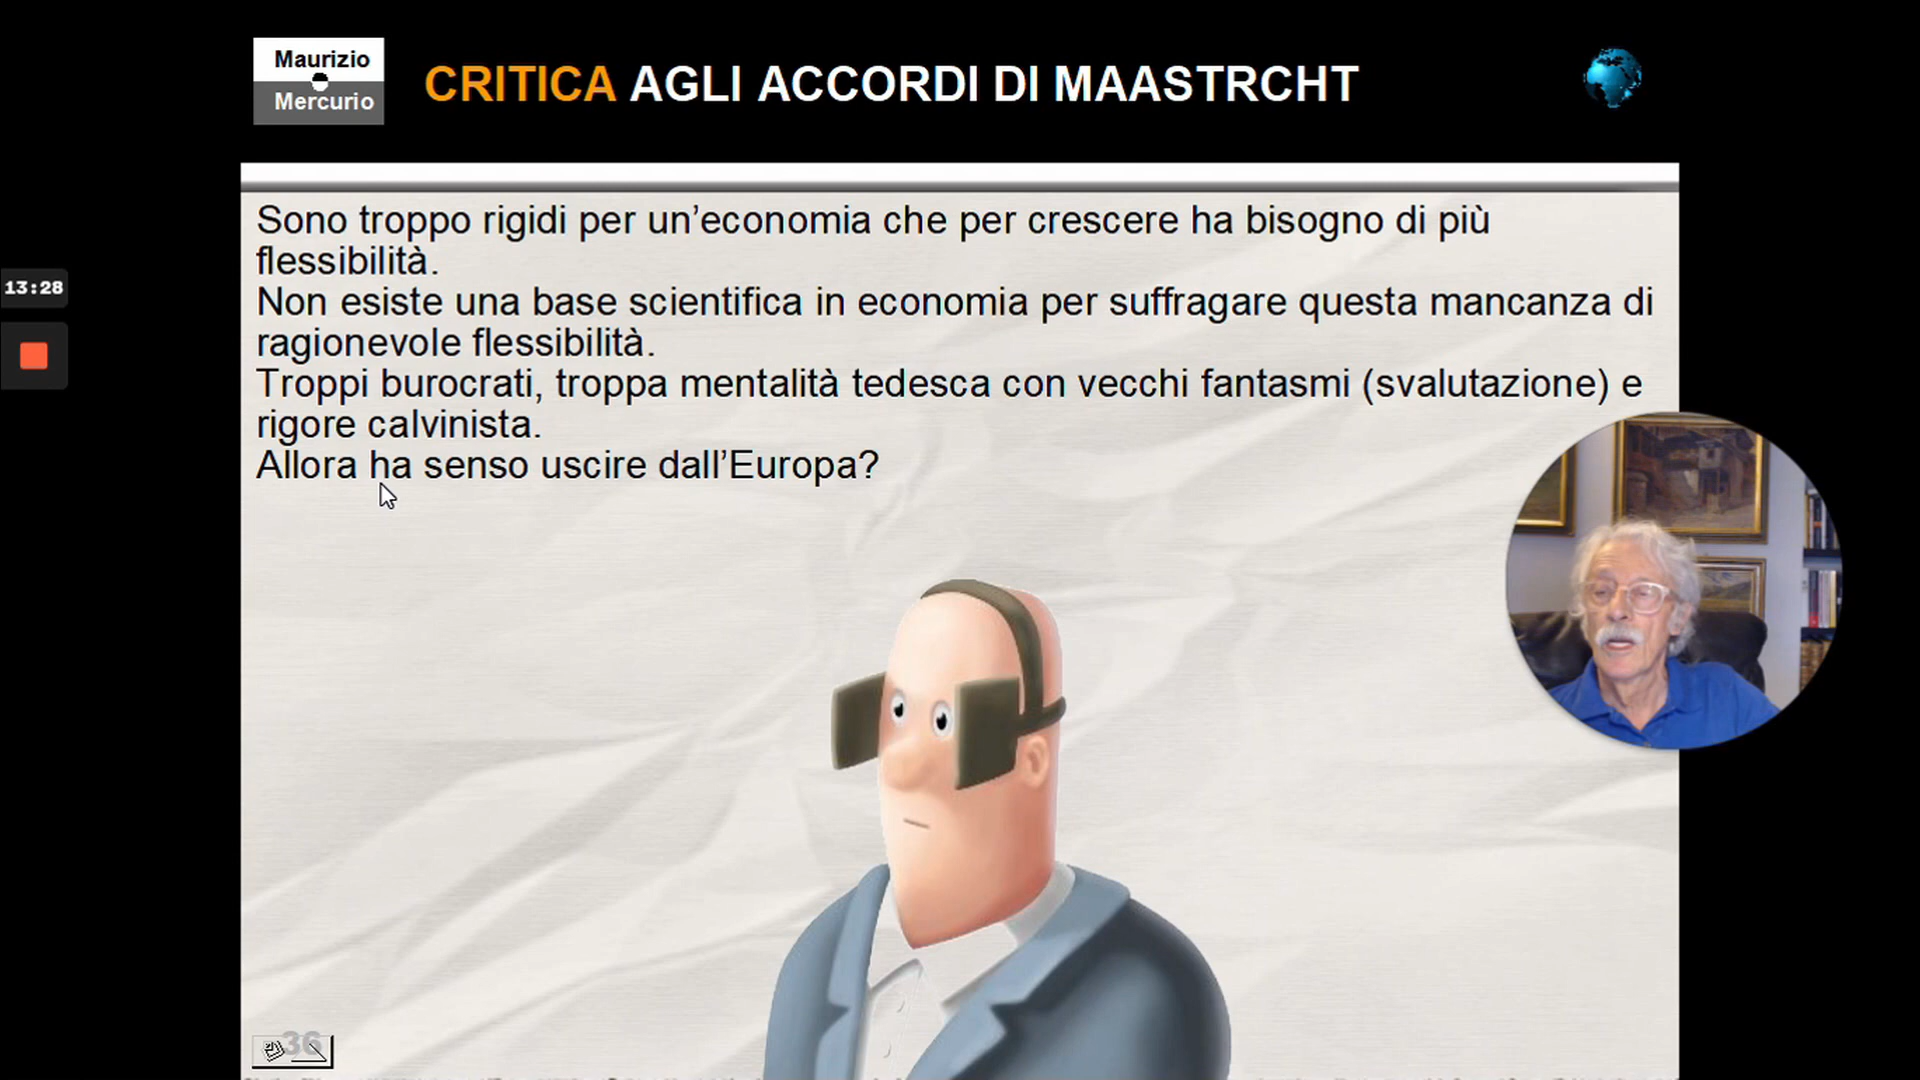 Maurizio
Mercurio
CRITICA AGLI ACCORDI DI MAASTRCHT
Sono troppo rigidi per un’economia che per crescere ha bisogno di più
flessibilità.
Non esiste una base scientifica in economia per suffragare questa mancanza di
ragionevole flessibilità.
Troppi burocrati, troppa mentalità tedesca con vecchi fantasmi (svalutazione) e
rigore calvinista.
Allora ha senso uscire dall’Europa?
13:28
36